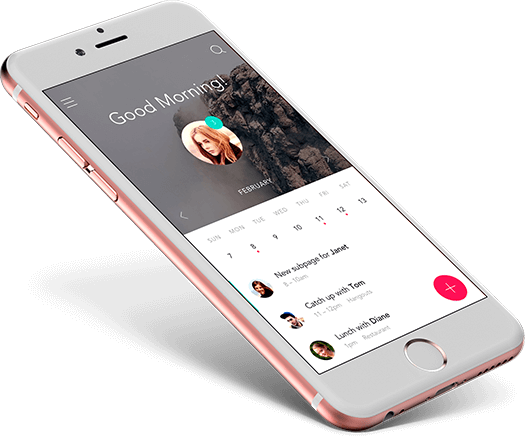 Good Morning!
1
FEBRUARY
SUN MON TUE WED THU FRI SAT
7 8 9 10 11 12 13
New subpage for Janet
8 - 10am
Catch up with Tom
11 - 12pm Hangouts
Lunch with Diane
1pm Restaurant